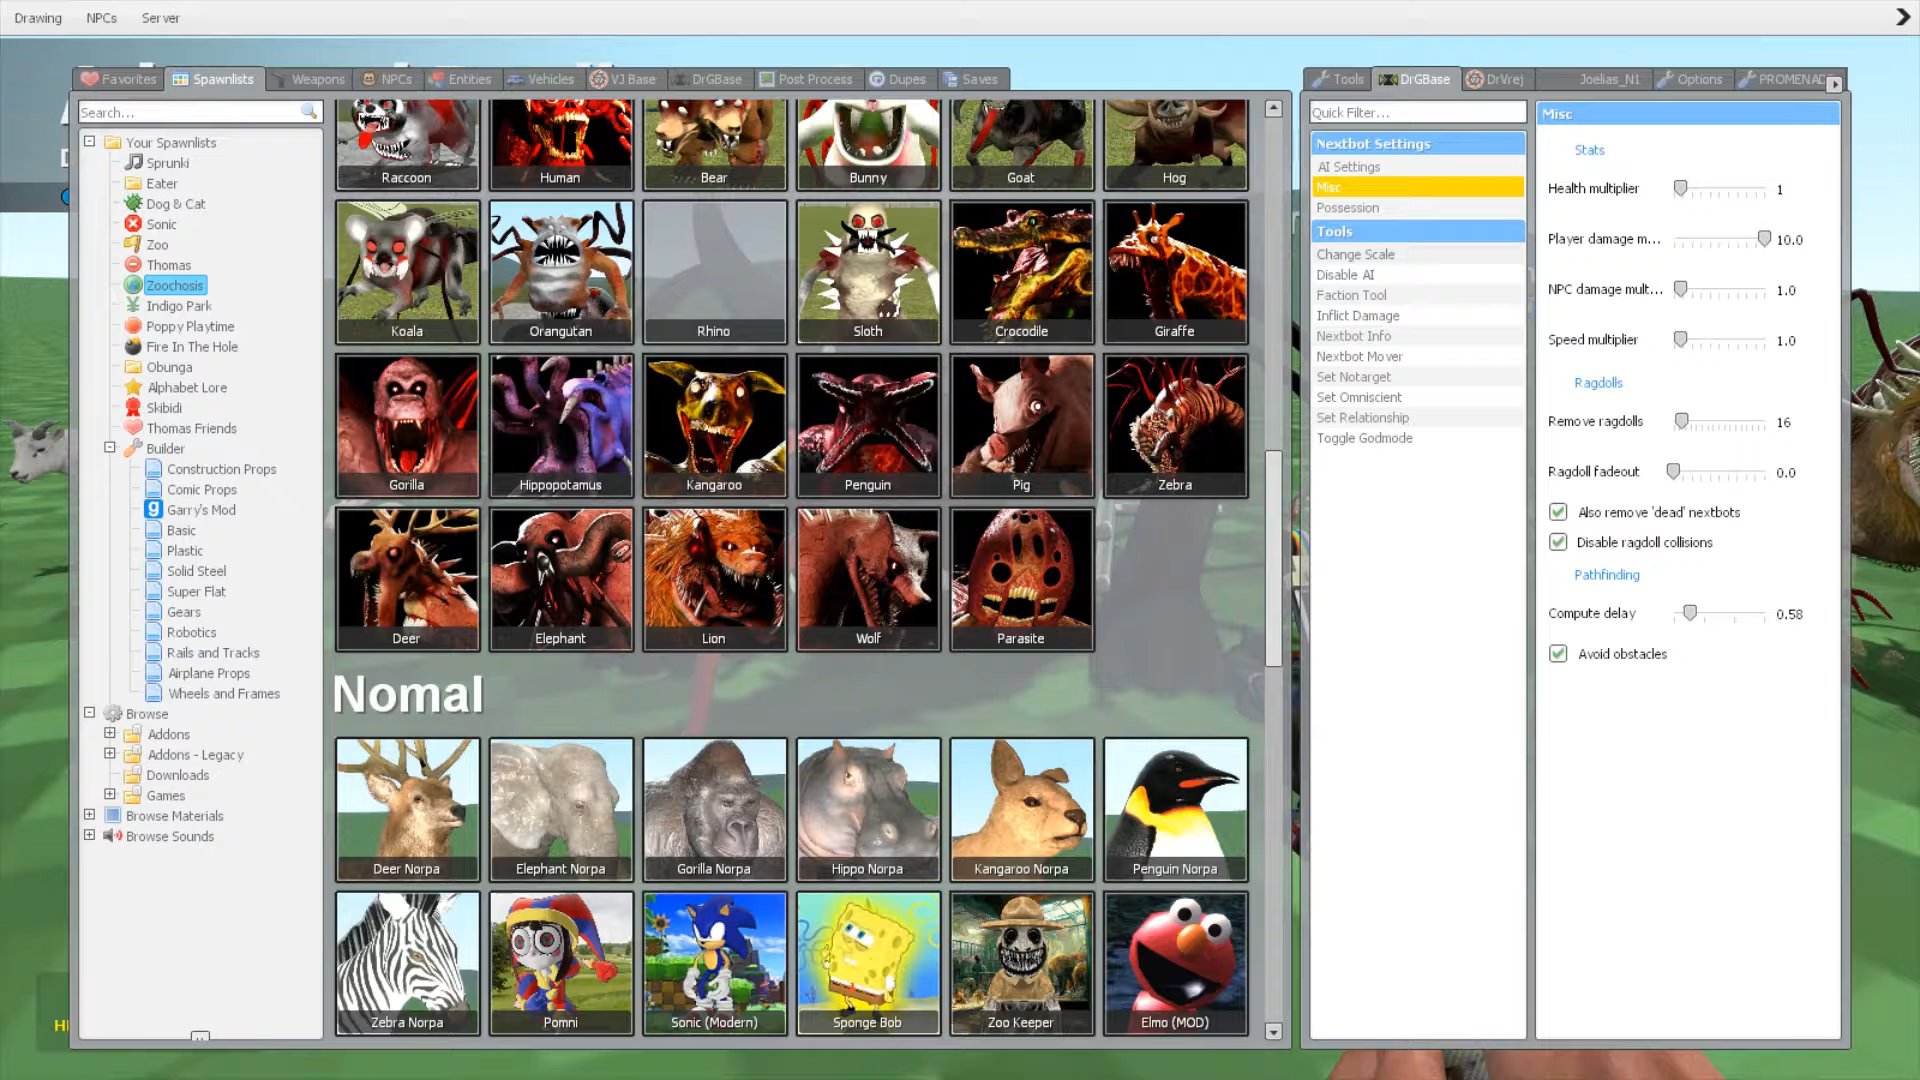 Drawing NPCs Server
Favorites Spawnlists Weapons NPCs Entities Vehicles VJ Base DrGBase Post Process Dupes Saves
Search...
Your Spawnlists
Sprunki
Eater
Dog & Cat
Sonic
Zoo
Thomas
Zoochosis
Indigo Park
Poppy Playtime
Fire In The Hole
Obunga
Alphabet Lore
Skibidi
Thomas Friends
Builder
Construction Props
Comic Props
Garry's Mod
Basic
Plastic
Solid Steel
Super Flat
Gears
Robotics
Rails and Tracks
Airplane Props
Wheels and Frames
Browse
Addons
Addons - Legacy
Downloads
Games
Browse Materials
Browse Sounds
Raccoon Human Bear Bunny Goat Hog
Koala Orangutan Rhino Sloth Crocodile Giraffe
Gorilla Hippopotamus Kangaroo Penguin Pig Zebra
Deer Elephant Lion Wolf Parasite
Nomal
Deer Norpa Elephant Norpa Gorilla Norpa Hippo Norpa Kangaroo Norpa Penguin Norpa
Zebra Norpa Pomni Sonic (Modern) Sponge Bob Zoo Keeper Elmo (MOD)
Tools DrGBase DrVrej Joelias_N1 Options PROMENAD
Quick Filter...
Nextbot Settings
AI Settings
Misc
Possession
Tools
Change Scale
Disable AI
Faction Tool
Inflict Damage
Nextbot Info
Nextbot Mover
Set Notarget
Set Omniscient
Set Relationship
Toggle Godmode
Misc
Stats
Health multiplier 1
Player damage m... 10.0
NPC damage mult... 1.0
Speed multiplier 1.0
Ragdolls
Remove ragdolls 16
Ragdoll fadeout 0.0
Also remove 'dead' nextbots
Disable ragdoll collisions
Pathfinding
Compute delay 0.58
Avoid obstacles